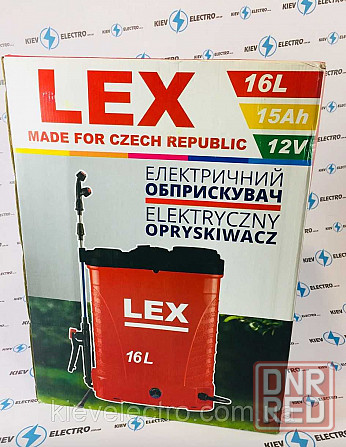 LEX
16L
15Ah
12V
MADE FOR CZECH REPUBLIC
ЕЛЕКТРИЧНИЙ
ОБПРИСКУВАЧ
ELEKTRYCZNY
OPRYSKIWACZ
LEX
16 L
DNR
RED
kievelectro.com.ua
KIEV ELECTRO